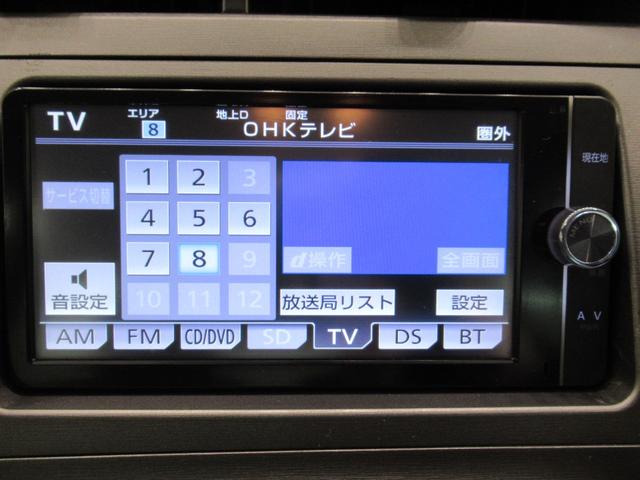 TV
エリア
地上D
固定
8
OHKテレビ
圏外
現在地
サービス切替
1 2 3
4 5 6
MENU
7 8 9
d操作
全画面
音設定
10 11 12
放送局リスト
設定
AV
AM
FM
CD/DVD
SD
TV
DS
BT